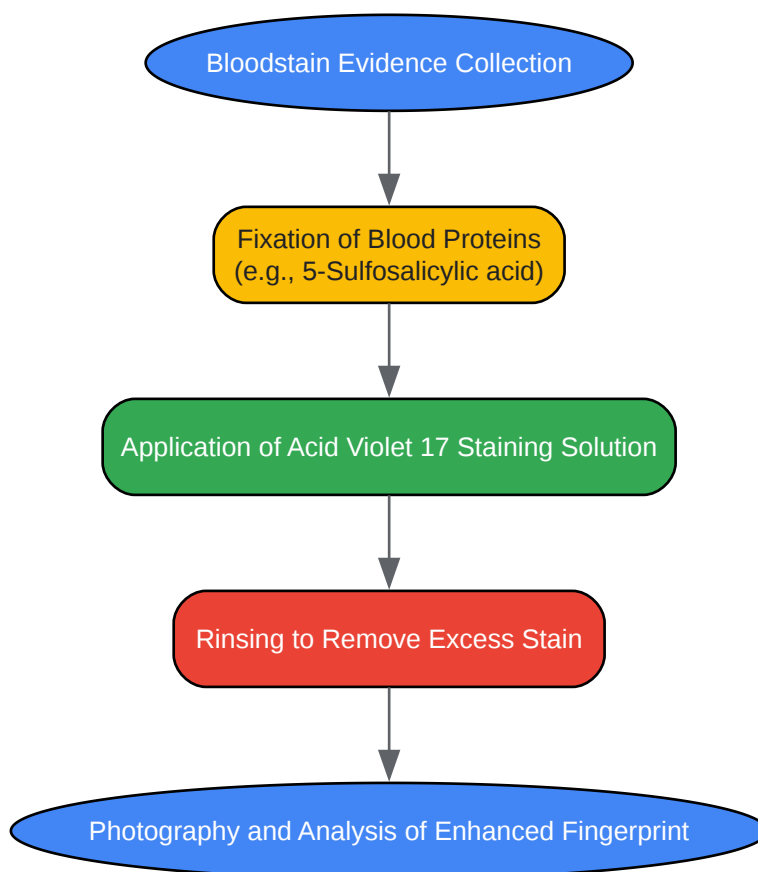 Bloodstain Evidence Collection
Fixation of Blood Proteins
(e.g., 5-Sulfosalicylic acid)
Application of Acid Violet 17 Staining Solution
Rinsing to Remove Excess Stain
Photography and Analysis of Enhanced Fingerprint